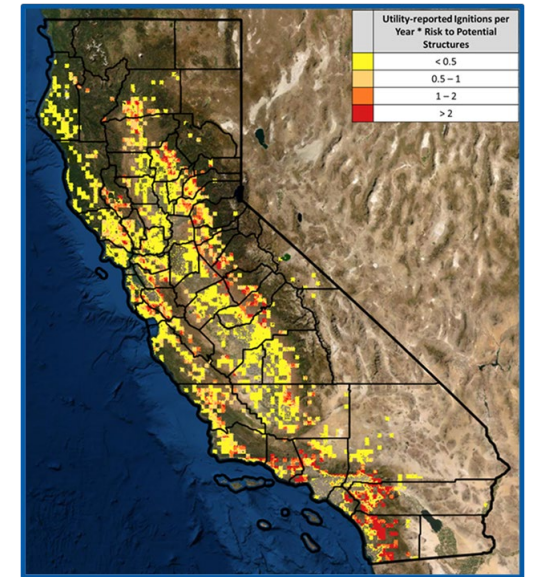 Utility-reported Ignitions per
Year * Risk to Potential
Structures
< 0.5
0.5 – 1
1 – 2
> 2